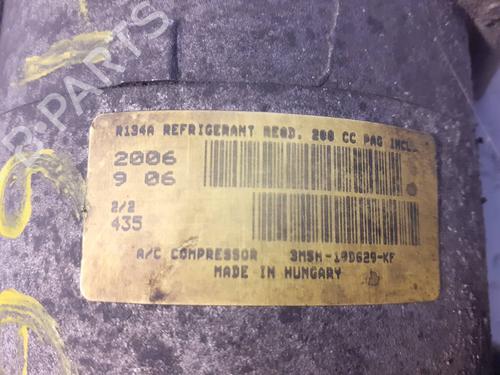 B-PARTS
R134A REFRIGERANT REQD. 200 CC PAG INCL.
2006
9 06
2/2
435
A/C COMPRESSOR 3M5H-19D629-KF
MADE IN HUNGARY